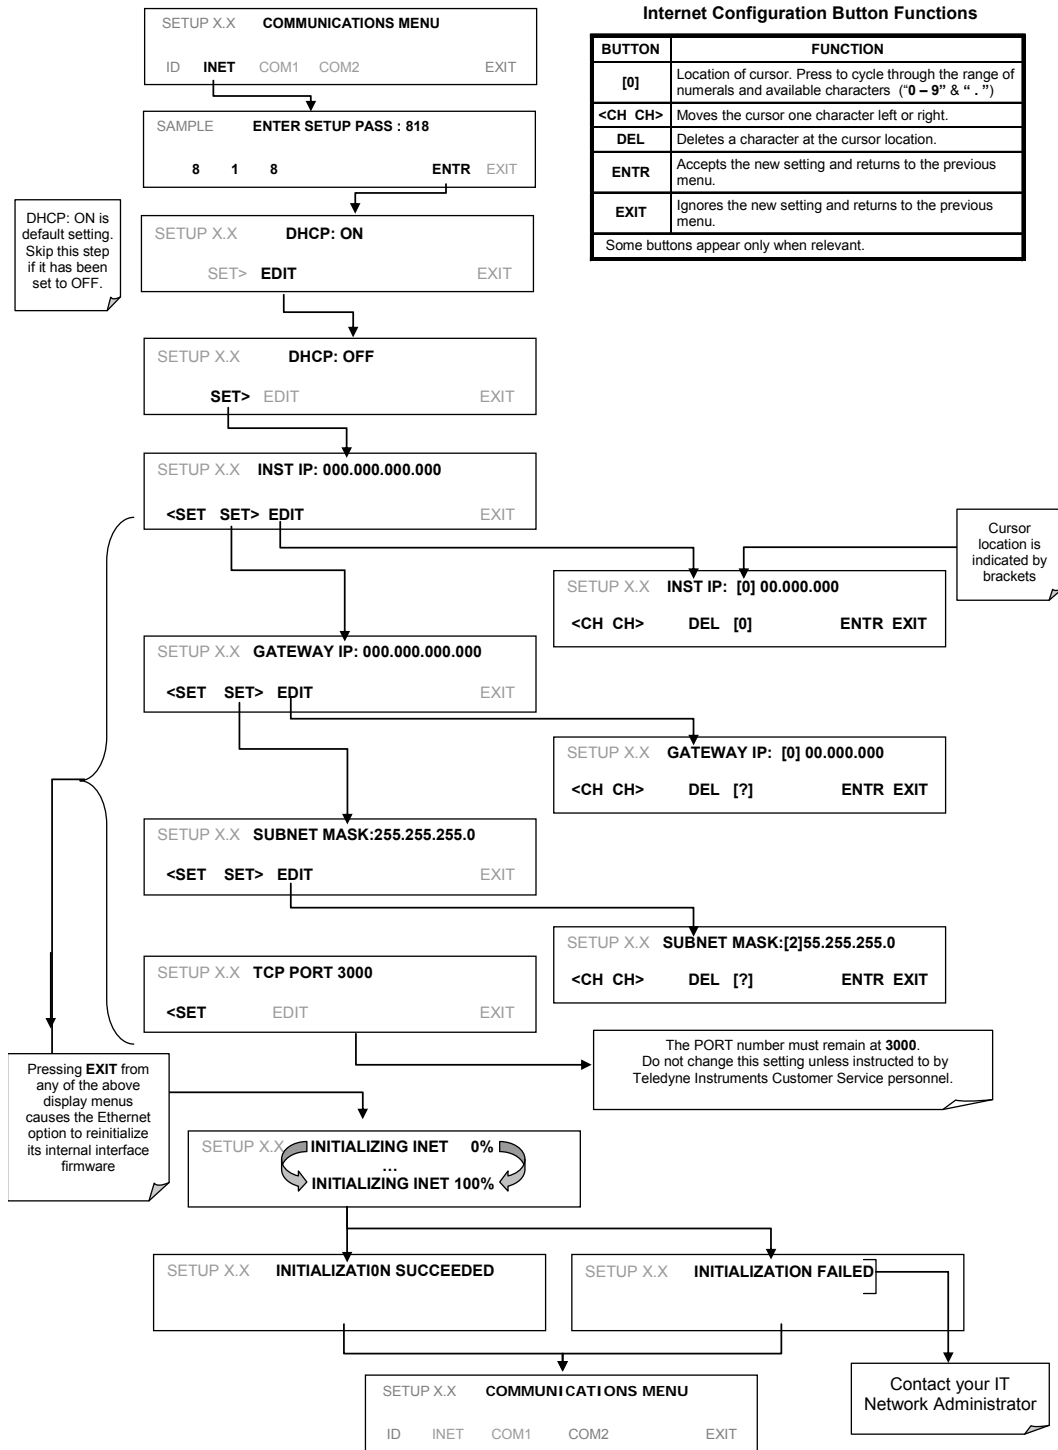 SETUP X.X COMMUNICATIONS MENU
ID INET COM1 COM2 EXIT
Internet Configuration Button Functions
BUTTON FUNCTION
[0] Location of cursor. Press to cycle through the range of
numerals and available characters (“0 – 9” & “ . ”)
<CH CH> Moves the cursor one character left or right.
DEL Deletes a character at the cursor location.
ENTR Accepts the new setting and returns to the previous
menu.
EXIT Ignores the new setting and returns to the previous
menu.
Some buttons appear only when relevant.
SAMPLE ENTER SETUP PASS : 818
8 1 8 ENTR EXIT
DHCP: ON is
default setting.
Skip this step
if it has been
set to OFF.
SETUP X.X DHCP: ON
SET> EDIT EXIT
SETUP X.X DHCP: OFF
SET> EDIT EXIT
SETUP X.X INST IP: 000.000.000.000
<SET SET> EDIT EXIT
Cursor
location is
indicated by
brackets
SETUP X.X INST IP: [0] 00.000.000
<CH CH> DEL [0] ENTR EXIT
SETUP X.X GATEWAY IP: 000.000.000.000
<SET SET> EDIT EXIT
SETUP X.X GATEWAY IP: [0] 00.000.000
<CH CH> DEL [?] ENTR EXIT
SETUP X.X SUBNET MASK:255.255.255.0
<SET SET> EDIT EXIT
SETUP X.X SUBNET MASK:[2]55.255.255.0
<CH CH> DEL [?] ENTR EXIT
SETUP X.X TCP PORT 3000
<SET EDIT EXIT
The PORT number must remain at 3000.
Do not change this setting unless instructed to by
Teledyne Instruments Customer Service personnel.
Pressing EXIT from
any of the above
display menus
causes the Ethernet
option to reinitialize
its internal interface
firmware
SETUP X.X INITIALIZING INET 0%
…
INITIALIZING INET 100%
SETUP X.X INITIALIZATI0N SUCCEEDED
SETUP X.X INITIALIZATION FAILED
Contact your IT
Network Administrator
SETUP X.X COMMUNICATIONS MENU
ID INET COM1 COM2 EXIT